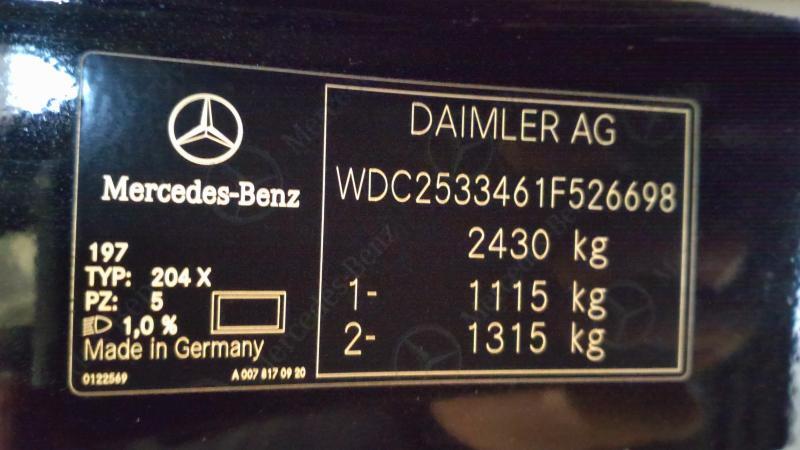 Mercedes-Benz
197
TYP: 204 X
PZ: 5
1,0 %
Made in Germany
0122569
A 007 817 09 20
DAIMLER AG
WDC2533461F526698
2430 kg
1- 1115 kg
2- 1315 kg